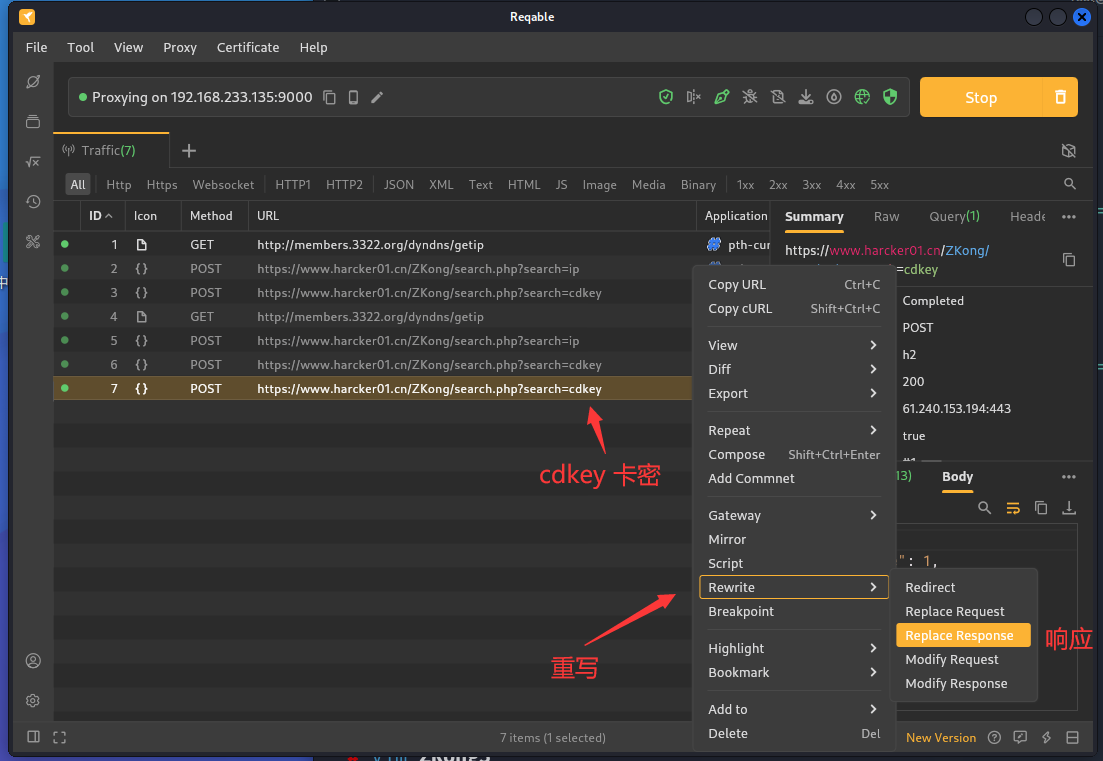 Reqable
File Tool View Proxy Certificate Help
Proxying on 192.168.233.135:9000
Stop
Traffic(7)
All Http Https Websocket HTTP1 HTTP2 JSON XML Text HTML JS Image Media Binary 1xx 2xx 3xx 4xx 5xx
ID Icon Method URL Application
1 GET http://members.3322.org/dyndns/getip pth-cur
2 {} POST https://www.harcker01.cn/ZKong/search.php?search=ip
3 {} POST https://www.harcker01.cn/ZKong/search.php?search=cdkey
4 GET http://members.3322.org/dyndns/getip
5 {} POST https://www.harcker01.cn/ZKong/search.php?search=ip
6 {} POST https://www.harcker01.cn/ZKong/search.php?search=cdkey
7 {} POST https://www.harcker01.cn/ZKong/search.php?search=cdkey
cdkey 卡密
重写
Summary Raw Query(1) Heade
https://www.harcker01.cn/ZKong/
=cdkey
Completed
POST
h2
200
61.240.153.194:443
true
13) Body
": 1,
Copy URL Ctrl+C
Copy cURL Shift+Ctrl+C
View
Diff
Export
Repeat
Compose Shift+Ctrl+Enter
Add Commnet
Gateway
Mirror
Script
Rewrite
Breakpoint
Highlight
Bookmark
Add to
Delete Del
Redirect
Replace Request
Replace Response
Modify Request
Modify Response
响应
7 items (1 selected)
New Version